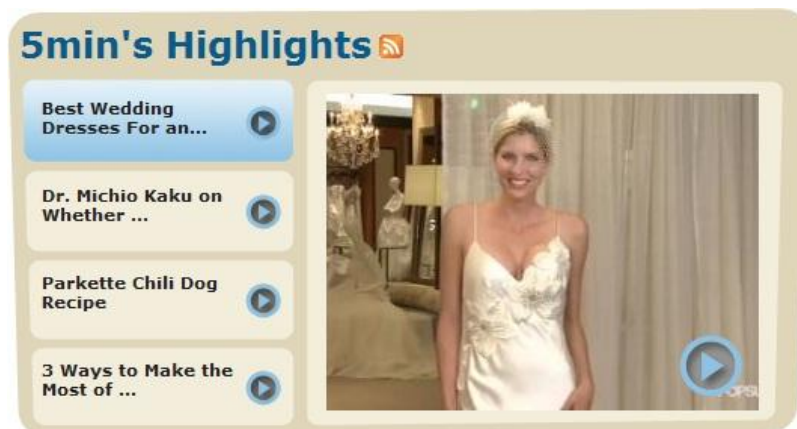 5min's Highlights
Best Wedding
Dresses For an...
Dr. Michio Kaku on
Whether ...
Parkette Chili Dog
Recipe
3 Ways to Make the
Most of ...